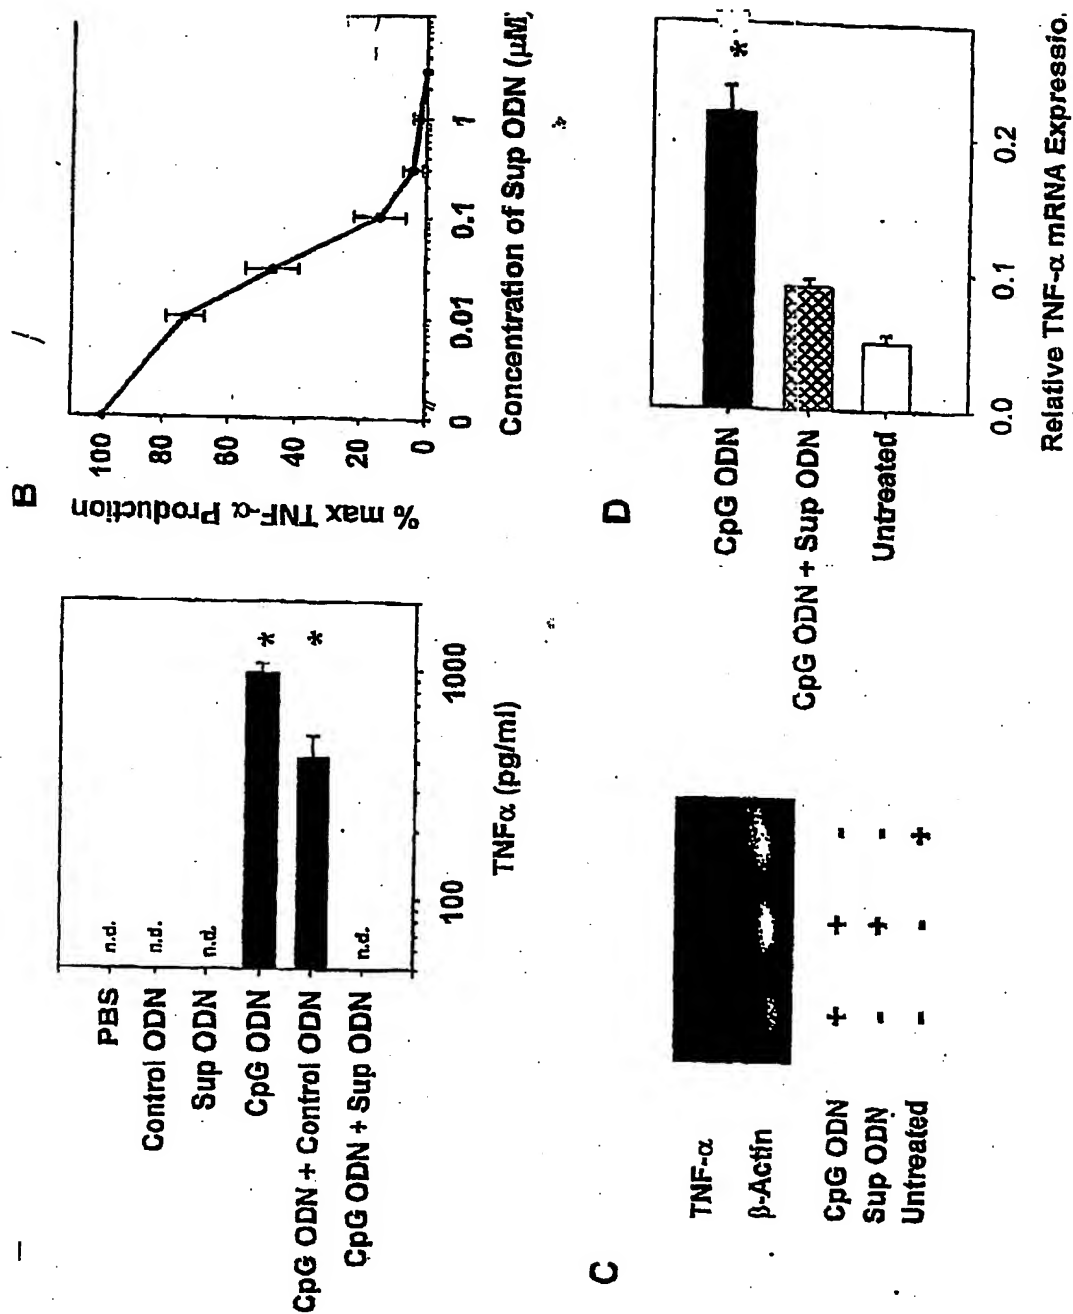 PBS n.d.
Control ODN n.d.
Sup ODN n.d.
CpG ODN *
CpG ODN + Control ODN *
CpG ODN + Sup ODN n.d.
100 1000
TNFα (pg/ml)
B
% max TNF-α Production
100
80
60
40
20
0
0 0.01 0.1 1
Concentration of Sup ODN (μM)
C
TNF-α
β-Actin
CpG ODN + + -
Sup ODN - + -
Untreated - - +
D
CpG ODN *
CpG ODN + Sup ODN
Untreated
0.0 0.1 0.2
Relative TNF-α mRNA Expressio